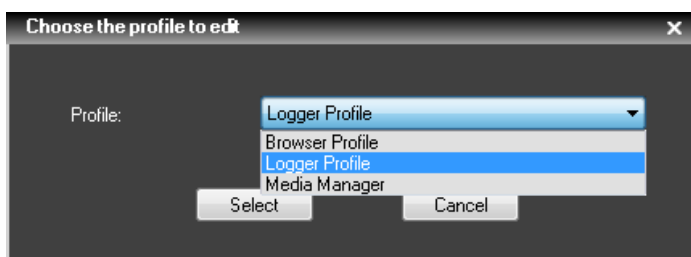 Choose the profile to edit
Profile: Logger Profile
Browser Profile
Logger Profile
Media Manager
Select Cancel